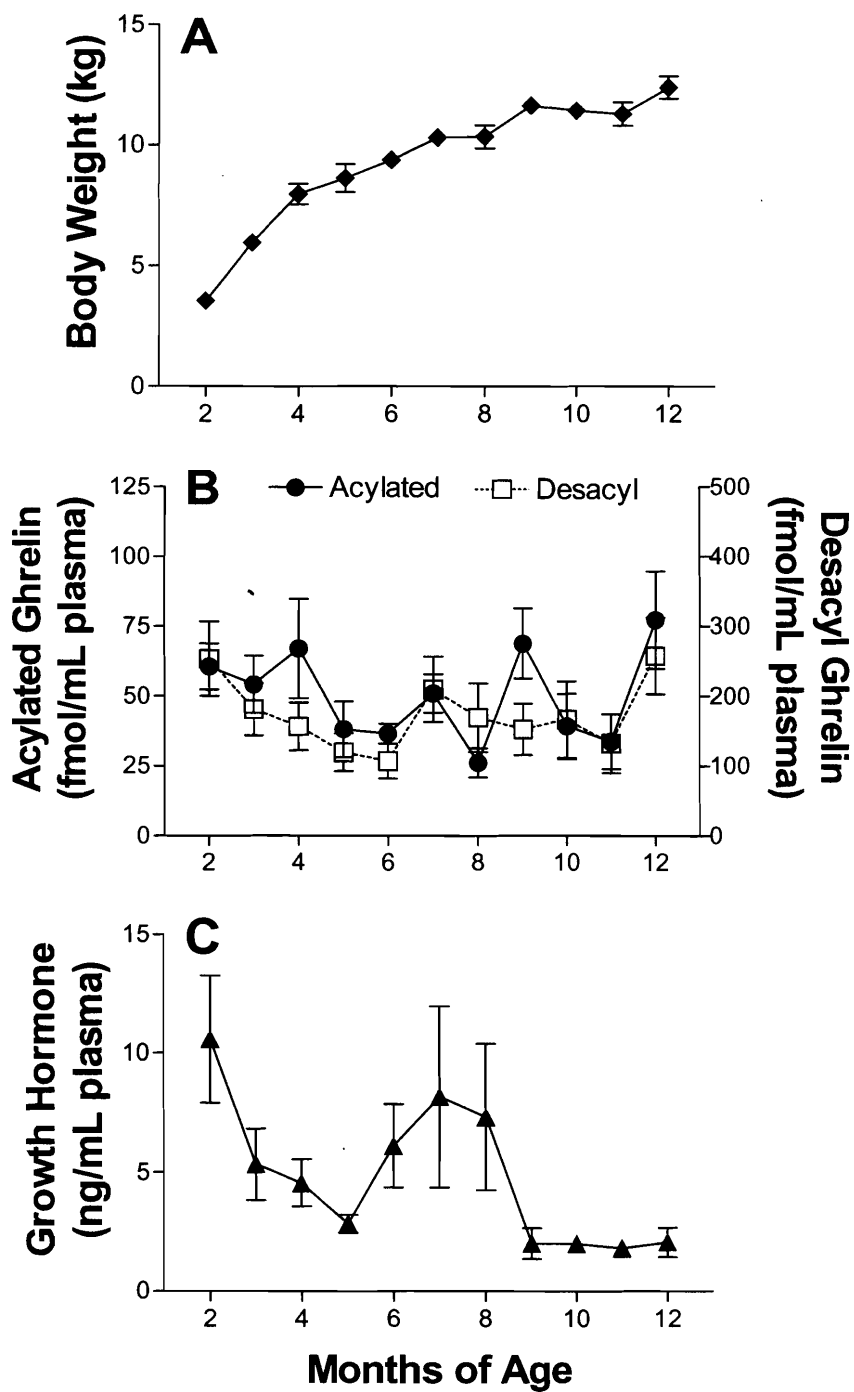 A
Body Weight (kg)
15
10
5
0
2 4 6 8 10 12
B
Acylated Desacyl
Acylated Ghrelin
(fmol/mL plasma)
125
100
75
50
25
0
500
400
300
200
100
0
Desacyl Ghrelin
(fmol/mL plasma)
2 4 6 8 10 12
C
Growth Hormone
(ng/mL plasma)
15
10
5
0
2 4 6 8 10 12
Months of Age